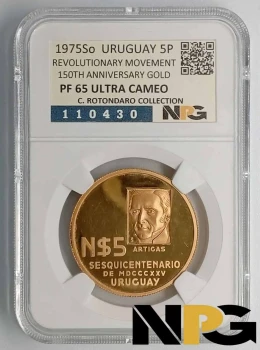 1975So URUGUAY 5P
REVOLUTIONARY MOVEMENT
150TH ANNIVERSARY GOLD
PF 65 ULTRA CAMEO
C. ROTONDARO COLLECTION
110430 NPG
N$5
ARTIGAS
SESQUICENTENARIO
DE MDCCCXXV
URUGUAY
NPG